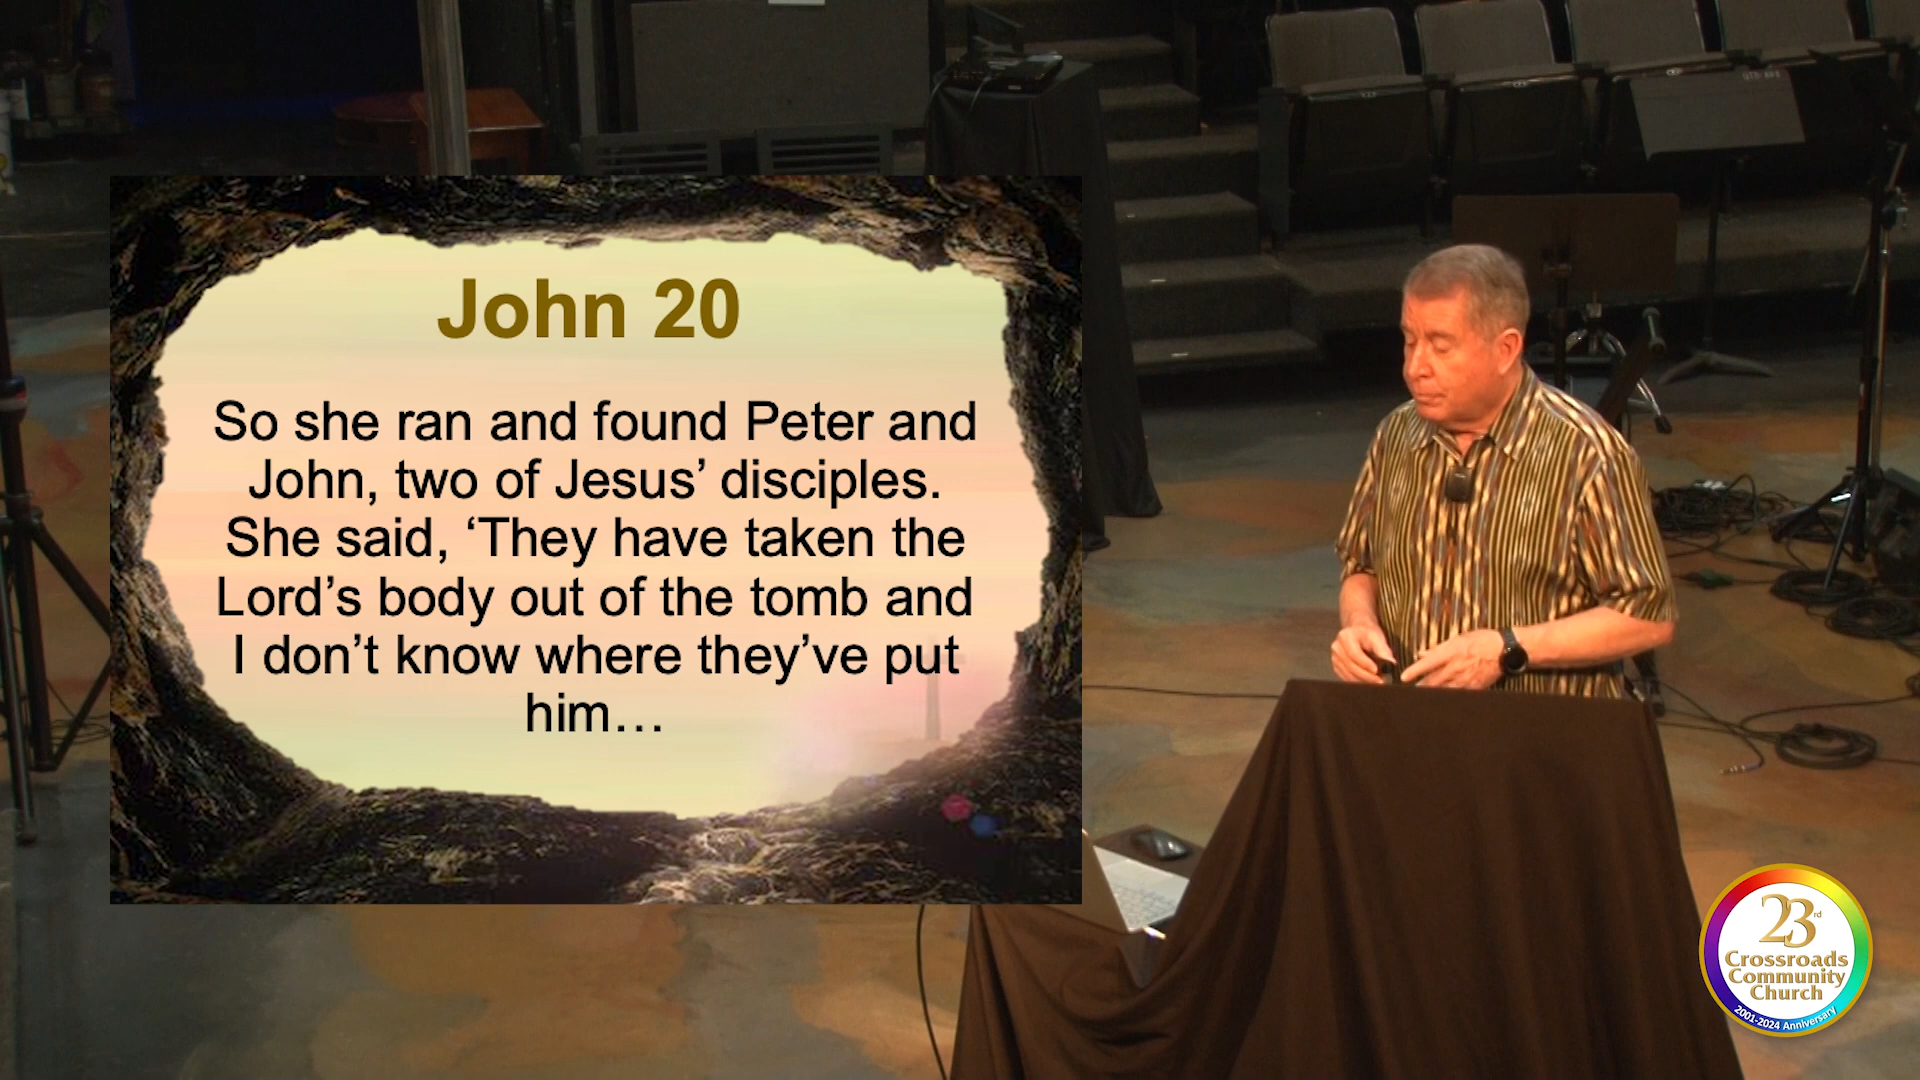 John 20
So she ran and found Peter and
John, two of Jesus’ disciples.
She said, ‘They have taken the
Lord’s body out of the tomb and
I don’t know where they’ve put
him…
23rd
Crossroads
Community
Church
2001-2024 Anniversary